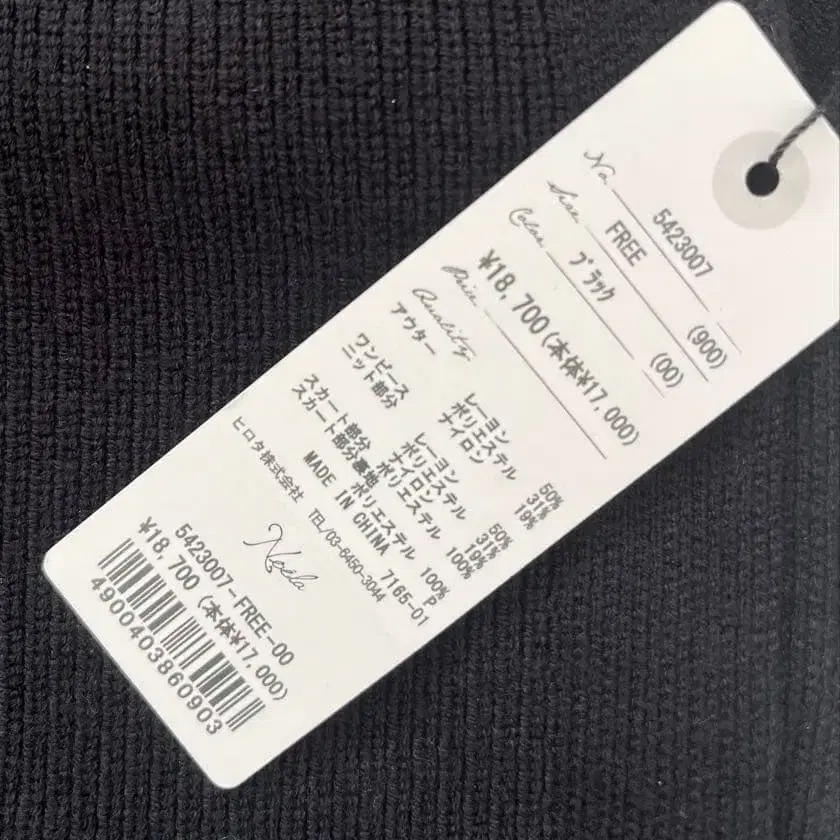 No. 5423007 (900)
Size FREE (00)
Color ブラック
Price ¥18,700(本体¥17,000)
Quality
アウター レーヨン 50%
ポリエステル 31%
ナイロン 19%
ワンピース
ニット部分 レーヨン 50%
ポリエステル 31%
ナイロン 19%
スカート部分 ポリエステル 100%
スカート部分裏地 ポリエステル 100%
MADE IN CHINA 7165-01 P
ヒロタ株式会社 TEL/03-6450-3044
Noéla
5423007-FREE-00
¥18,700 (本体¥17,000)
4900403860903